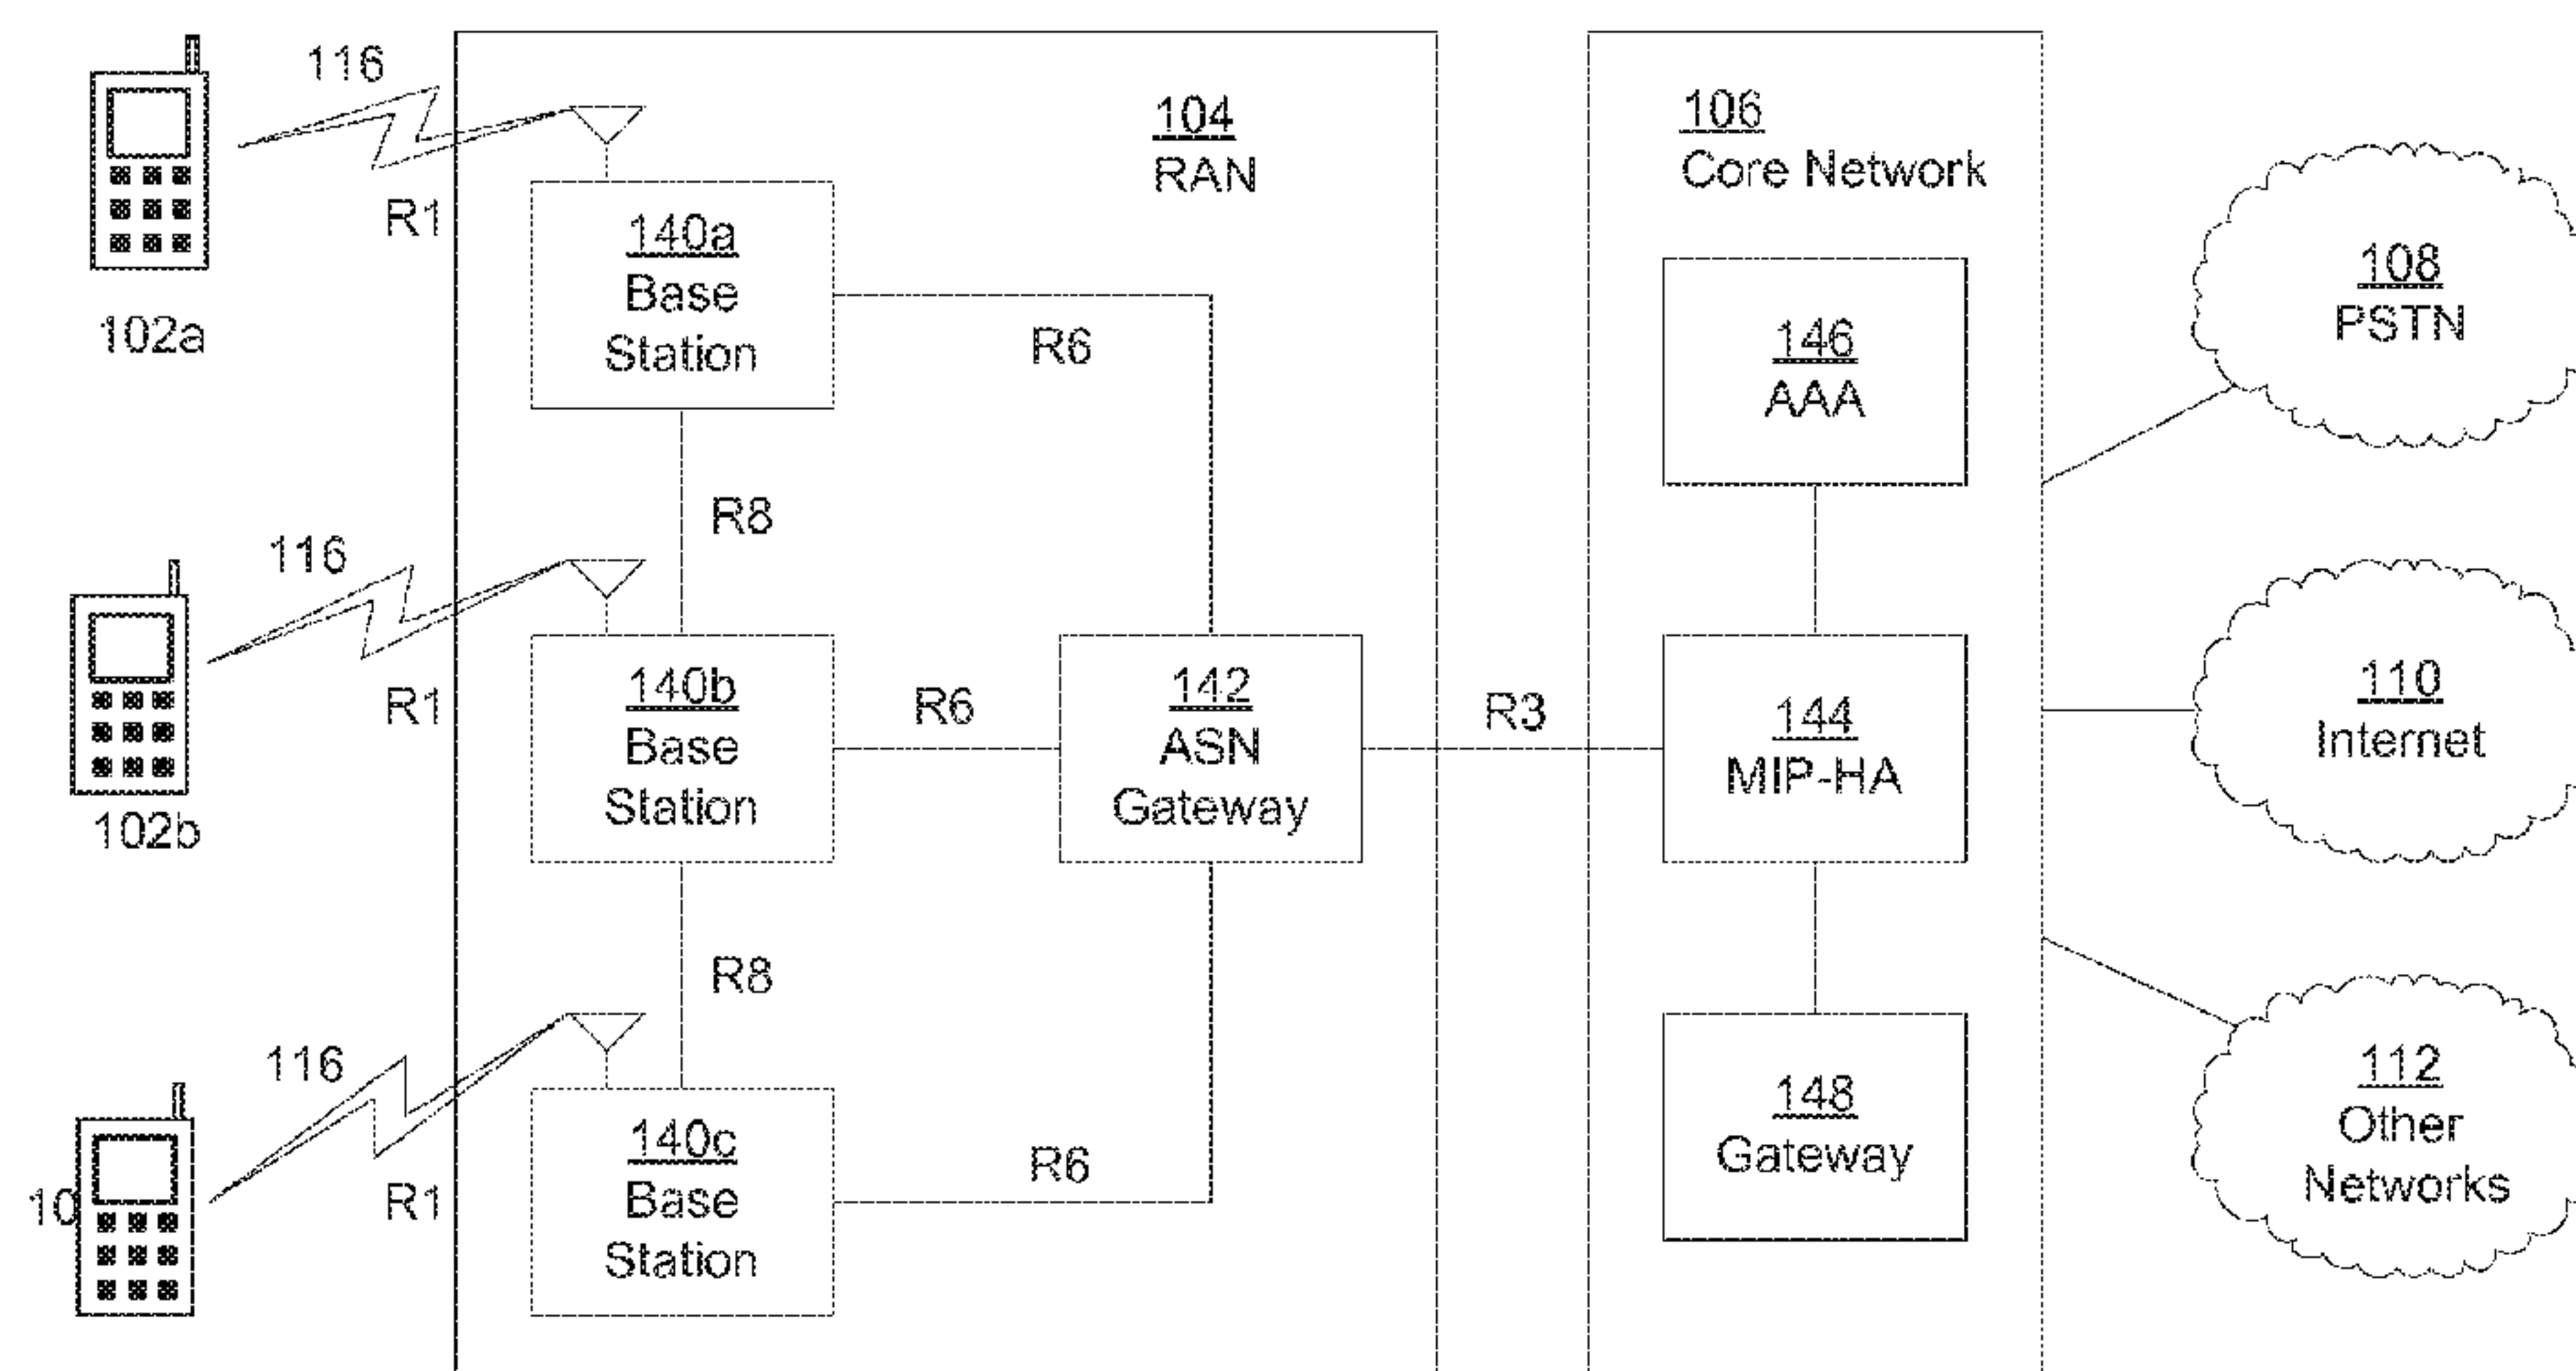 116
R1
102a
116
R1
102b
116
R1
10
104
RAN
140a
Base
Station
R6
R8
140b
Base
Station
R6
142
ASN
Gateway
R8
140c
Base
Station
R6
R3
106
Core Network
146
AAA
144
MIP-HA
148
Gateway
108
PSTN
110
Internet
112
Other
Networks